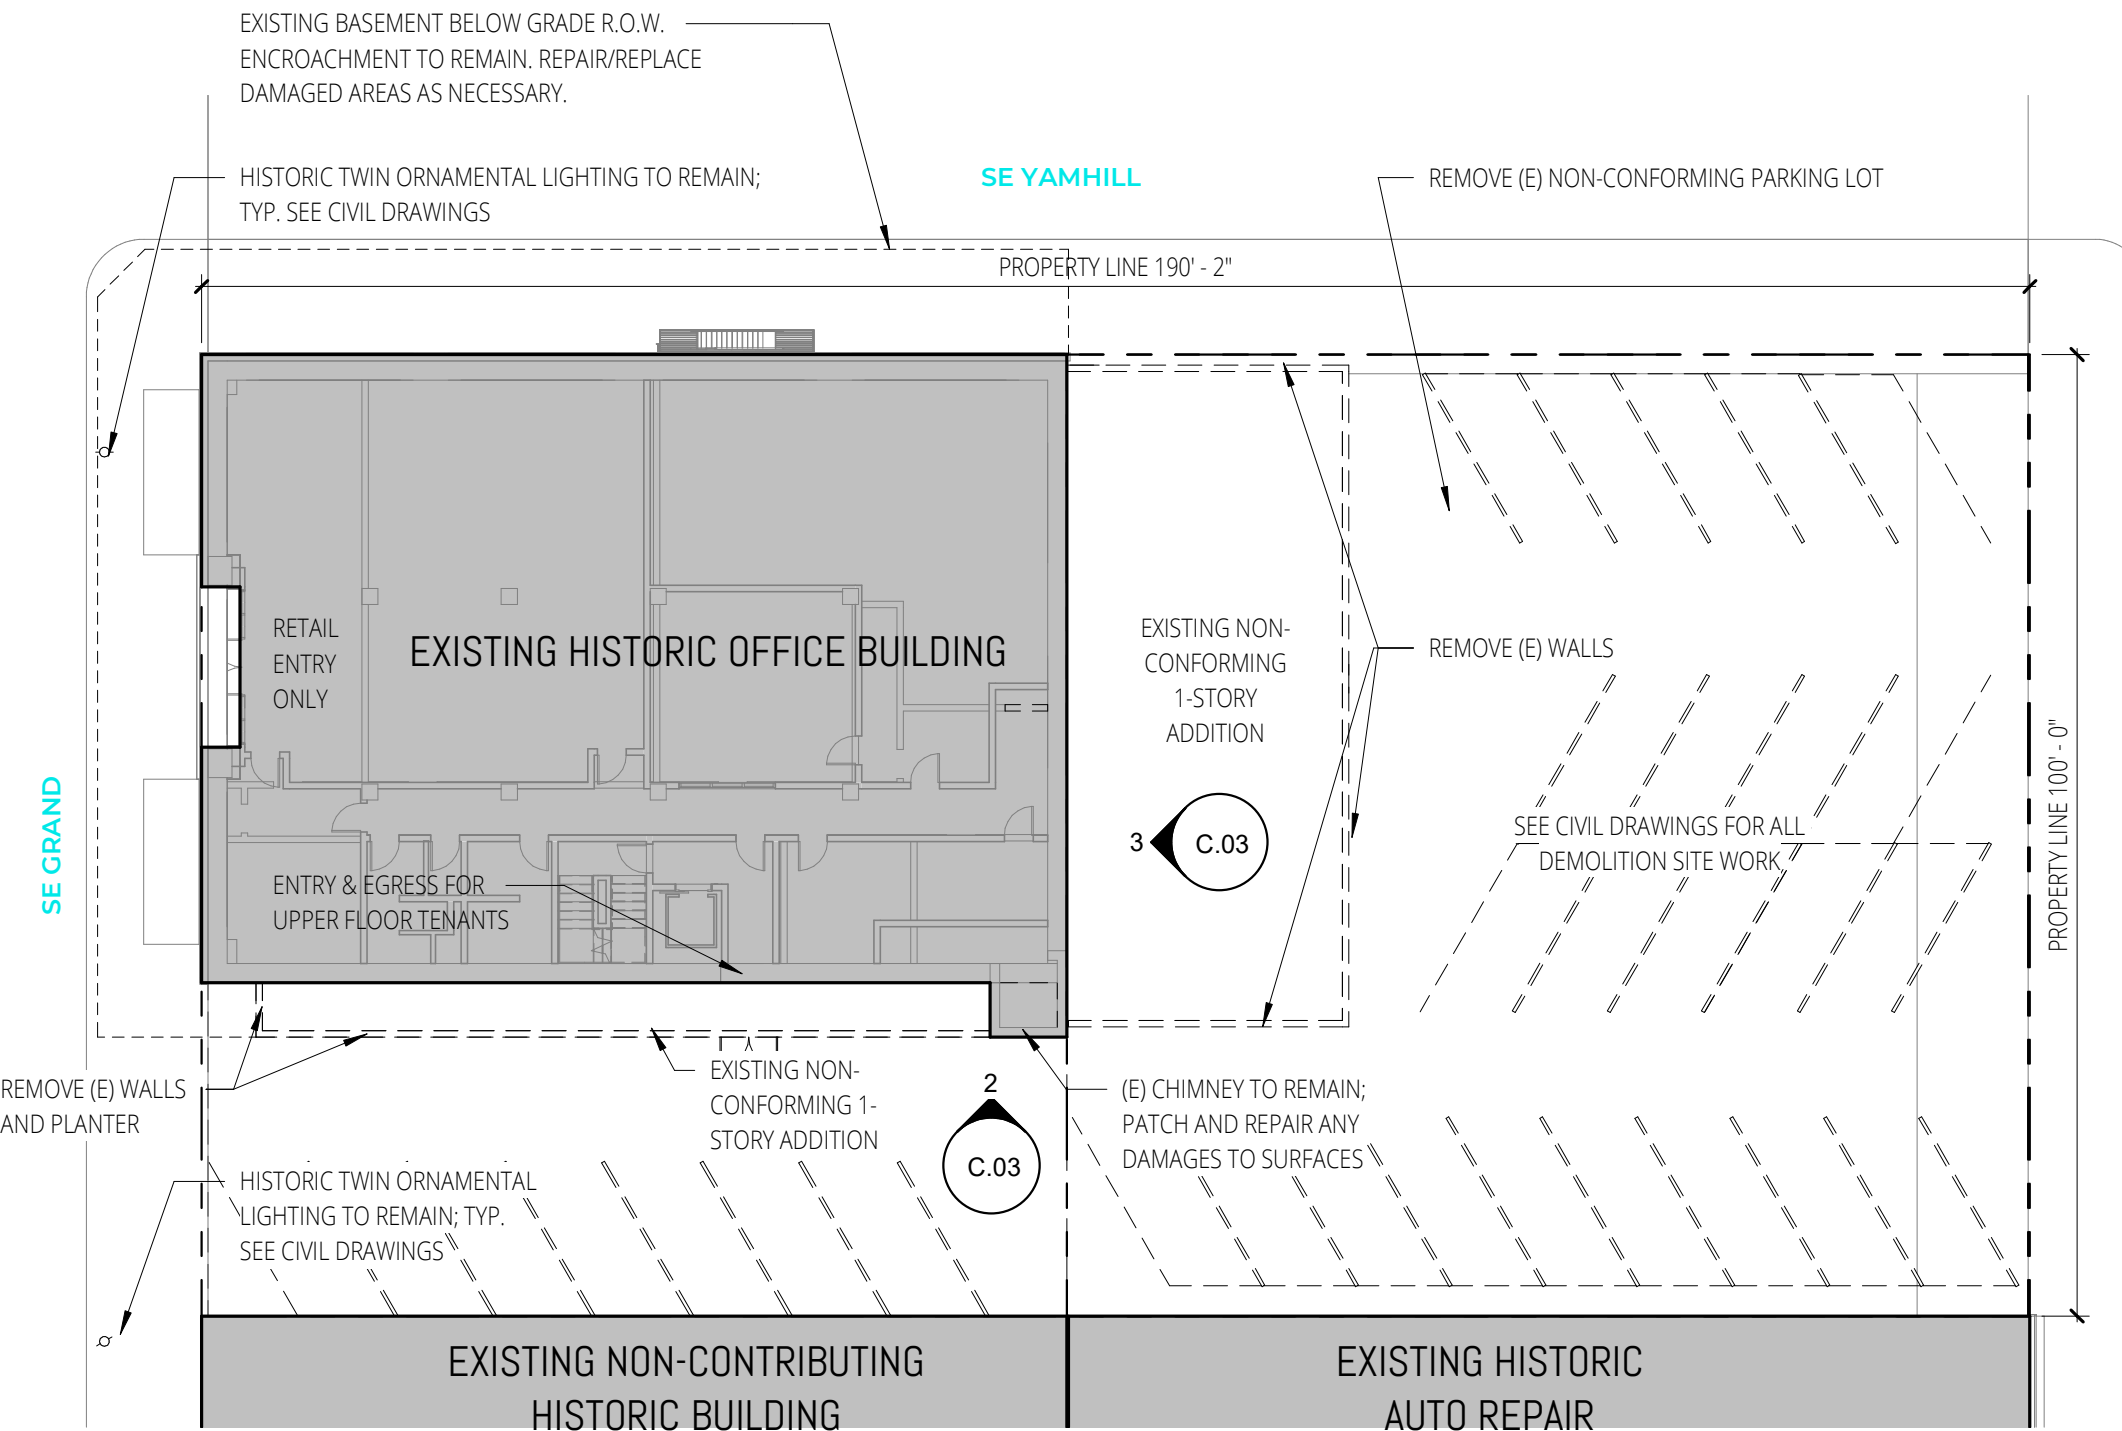 EXISTING BASEMENT BELOW GRADE R.O.W.
ENCROACHMENT TO REMAIN. REPAIR/REPLACE
DAMAGED AREAS AS NECESSARY.
HISTORIC TWIN ORNAMENTAL LIGHTING TO REMAIN;
TYP. SEE CIVIL DRAWINGS
SE YAMHILL
REMOVE (E) NON-CONFORMING PARKING LOT
PROPERTY LINE 190' - 2"
RETAIL
ENTRY
ONLY
EXISTING HISTORIC OFFICE BUILDING
EXISTING NON-
CONFORMING
1-STORY
ADDITION
REMOVE (E) WALLS
SE GRAND
3
C.03
SEE CIVIL DRAWINGS FOR ALL
DEMOLITION SITE WORK
PROPERTY LINE 100' - 0"
ENTRY & EGRESS FOR
UPPER FLOOR TENANTS
REMOVE (E) WALLS
AND PLANTER
EXISTING NON-
CONFORMING 1-
STORY ADDITION
2
C.03
(E) CHIMNEY TO REMAIN;
PATCH AND REPAIR ANY
DAMAGES TO SURFACES
HISTORIC TWIN ORNAMENTAL
LIGHTING TO REMAIN; TYP.
SEE CIVIL DRAWINGS
EXISTING NON-CONTRIBUTING
HISTORIC BUILDING
EXISTING HISTORIC
AUTO REPAIR